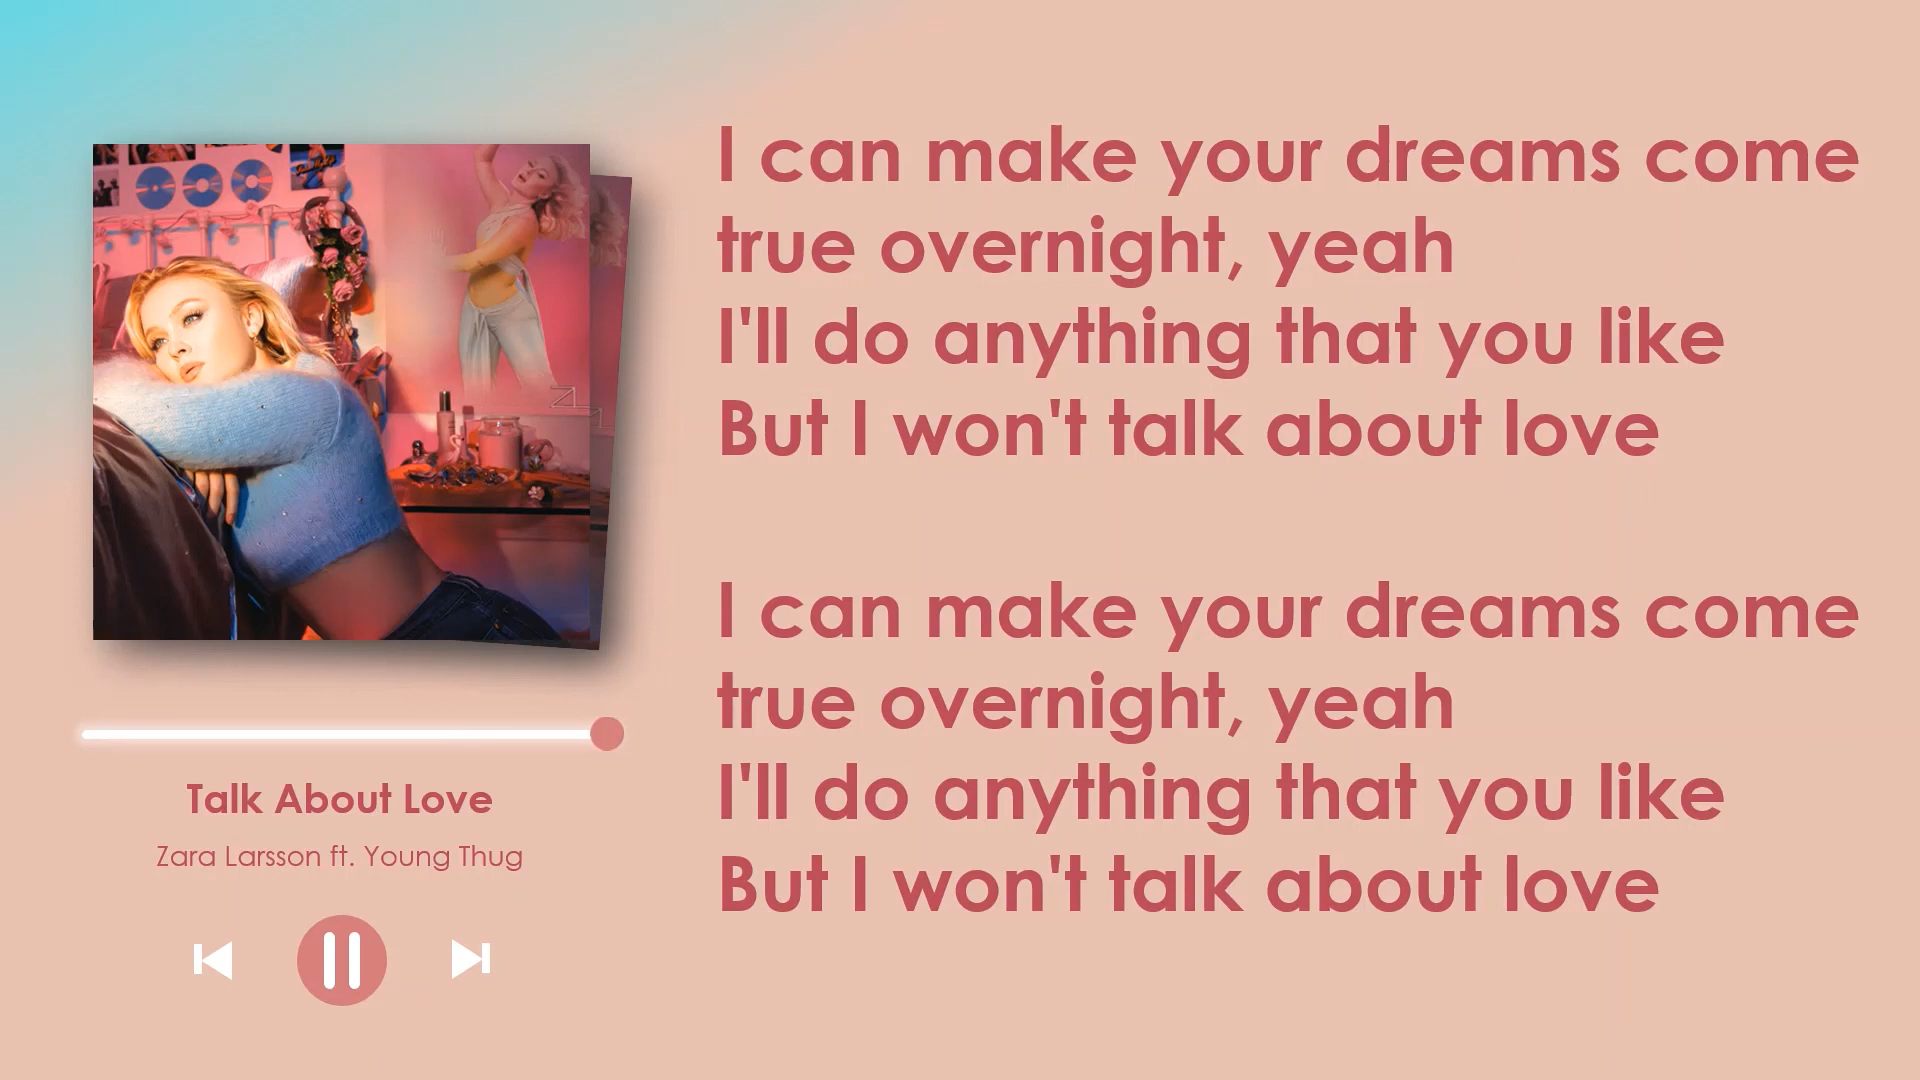 I can make your dreams come
true overnight, yeah
I'll do anything that you like
But I won't talk about love
I can make your dreams come
true overnight, yeah
I'll do anything that you like
But I won't talk about love
Talk About Love
Zara Larsson ft. Young Thug